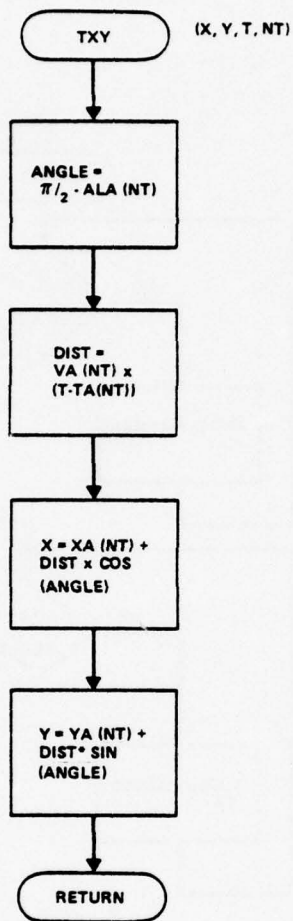 TXY
(X, Y, T, NT)
ANGLE =
π/2 - ALA (NT)
DIST =
VA (NT) x
(T-TA(NT))
X = XA (NT) +
DIST x COS
(ANGLE)
Y = YA (NT) +
DIST* SIN
(ANGLE)
RETURN